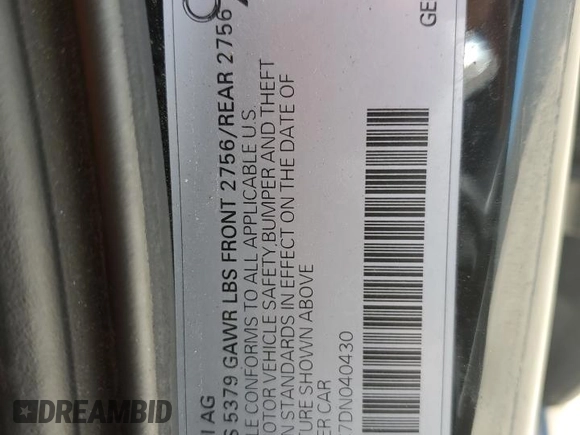 GE
I AG
S 5379 GAWR LBS FRONT 2756/REAR 2756
LE CONFORMS TO ALL APPLICABLE U.S
MOTOR VEHICLE SAFETY,BUMPER AND THEFT
N STANDARDS IN EFFECT ON THE DATE OF
TURE SHOWN ABOVE
ER CAR
7DN040430
DREAMBID